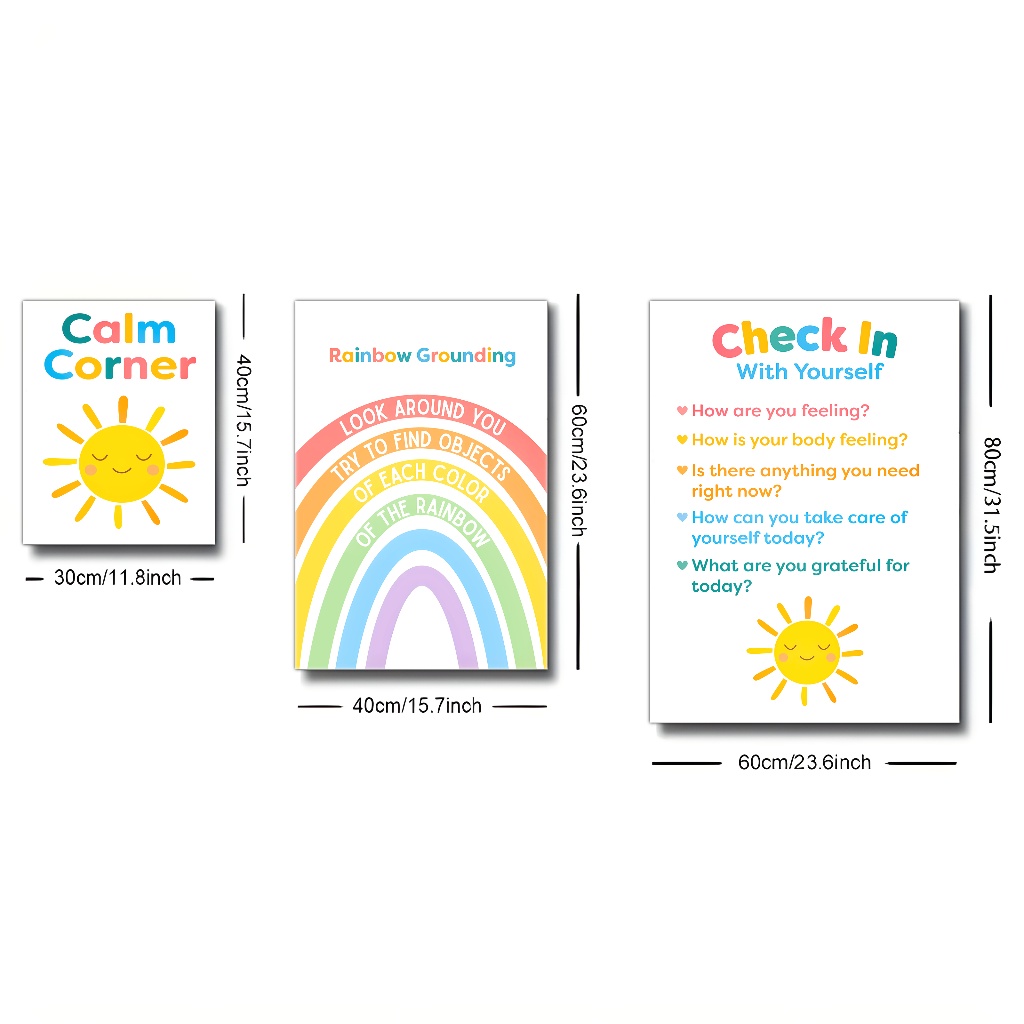 Calm
Corner
40cm/15.7inch
30cm/11.8inch
Rainbow Grounding
LOOK AROUND YOU
TRY TO FIND OBJECTS
OF EACH COLOR
OF THE RAINBOW
60cm/23.6inch
40cm/15.7inch
Check In
With Yourself
How are you feeling?
How is your body feeling?
Is there anything you need
right now?
How can you take care of
yourself today?
What are you grateful for
today?
80cm/31.5inch
60cm/23.6inch